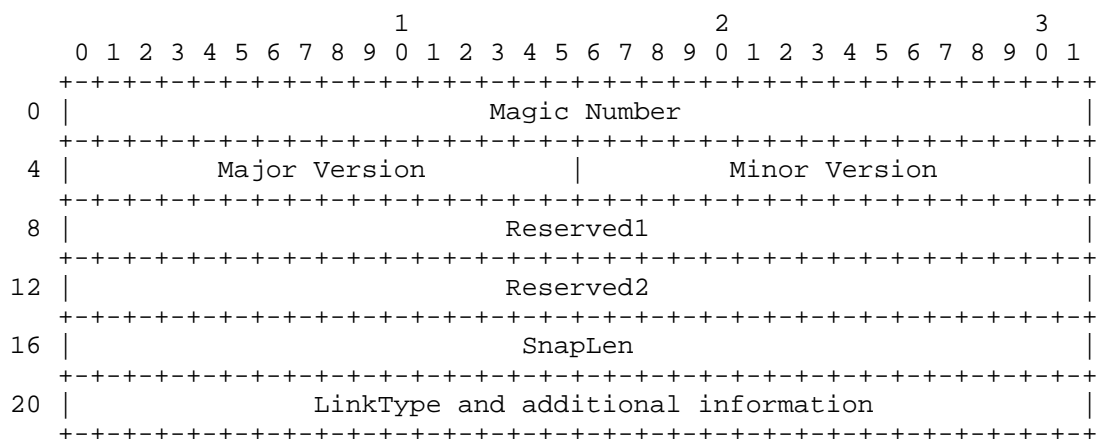 1                   2                   3
       0 1 2 3 4 5 6 7 8 9 0 1 2 3 4 5 6 7 8 9 0 1 2 3 4 5 6 7 8 9 0 1
      +-+-+-+-+-+-+-+-+-+-+-+-+-+-+-+-+-+-+-+-+-+-+-+-+-+-+-+-+-+-+-+-+
    0 |                          Magic Number                         |
      +-+-+-+-+-+-+-+-+-+-+-+-+-+-+-+-+-+-+-+-+-+-+-+-+-+-+-+-+-+-+-+-+
    4 |         Major Version         |         Minor Version         |
      +-+-+-+-+-+-+-+-+-+-+-+-+-+-+-+-+-+-+-+-+-+-+-+-+-+-+-+-+-+-+-+-+
    8 |                           Reserved1                           |
      +-+-+-+-+-+-+-+-+-+-+-+-+-+-+-+-+-+-+-+-+-+-+-+-+-+-+-+-+-+-+-+-+
   12 |                           Reserved2                           |
      +-+-+-+-+-+-+-+-+-+-+-+-+-+-+-+-+-+-+-+-+-+-+-+-+-+-+-+-+-+-+-+-+
   16 |                            SnapLen                            |
      +-+-+-+-+-+-+-+-+-+-+-+-+-+-+-+-+-+-+-+-+-+-+-+-+-+-+-+-+-+-+-+-+
   20 |               LinkType and additional information             |
      +-+-+-+-+-+-+-+-+-+-+-+-+-+-+-+-+-+-+-+-+-+-+-+-+-+-+-+-+-+-+-+-+